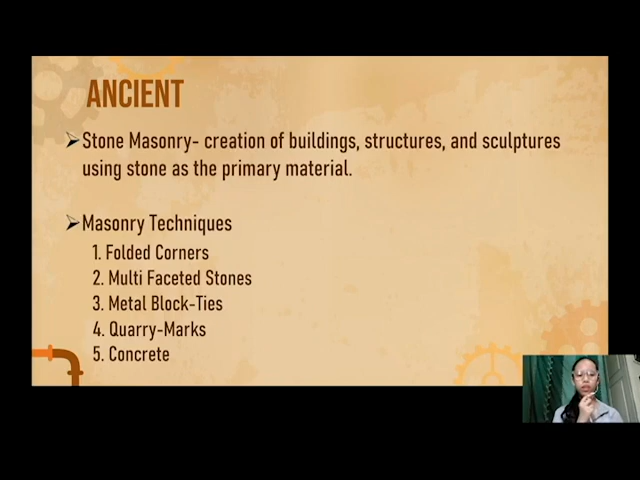 ANCIENT
Stone Masonry- creation of buildings, structures, and sculptures
using stone as the primary material.
Masonry Techniques
1. Folded Corners
2. Multi Faceted Stones
3. Metal Block-Ties
4. Quarry-Marks
5. Concrete